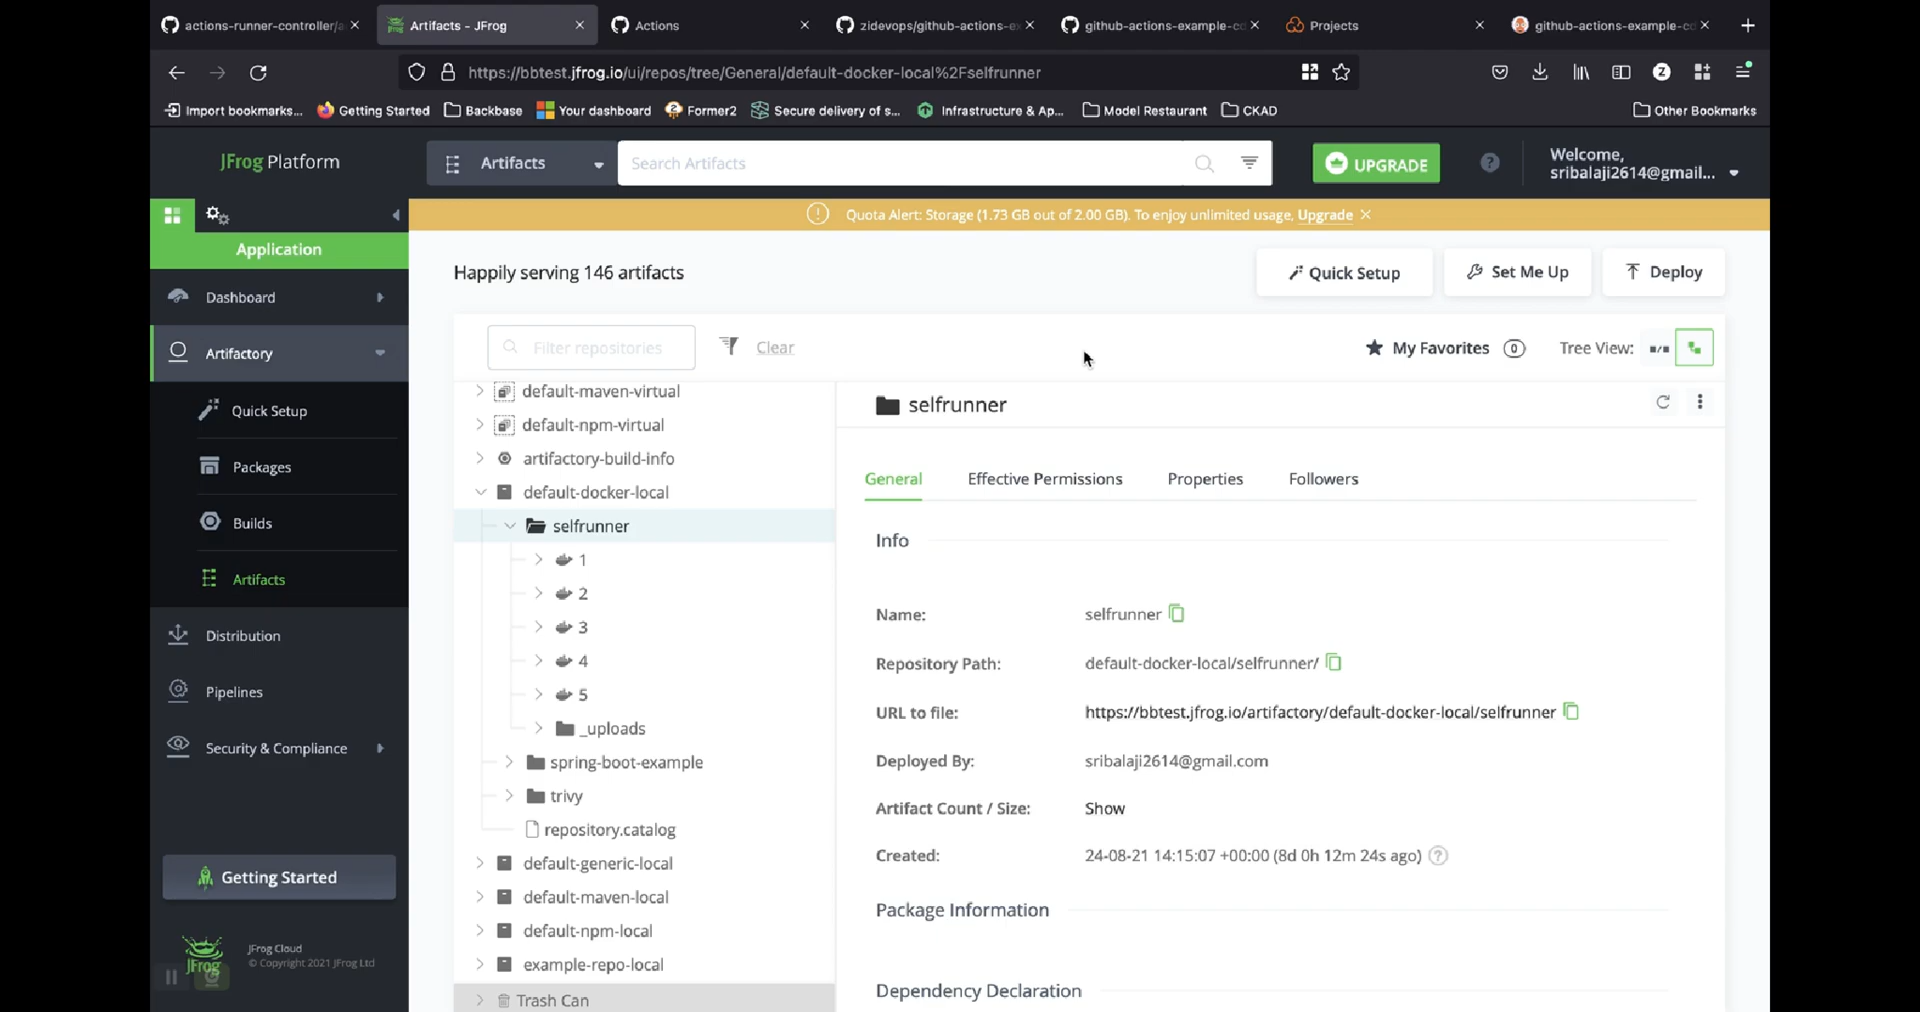 actions-runner-controller/a
Artifacts - JFrog
Actions
zidevops/github-actions-ex
github-actions-example-cd
Projects
github-actions-example-cd
https://bbtest.jfrog.io/ui/repos/tree/General/default-docker-local%2Fselfrunner
Import bookmarks...
Getting Started
Backbase
Your dashboard
Former2
Secure delivery of s...
Infrastructure & Ap...
Model Restaurant
CKAD
Other Bookmarks
JFrog Platform
Artifacts
Search Artifacts
UPGRADE
Welcome,
sribalaji2614@gmail...
Quota Alert: Storage (1.73 GB out of 2.00 GB). To enjoy unlimited usage, Upgrade
Application
Dashboard
Artifactory
Quick Setup
Packages
Builds
Artifacts
Distribution
Pipelines
Security & Compliance
Getting Started
JFrog
JFrog Cloud
© Copyright 2021 JFrog Ltd
Happily serving 146 artifacts
Quick Setup
Set Me Up
Deploy
Filter repositories
Clear
My Favorites (0)
Tree View:
default-maven-virtual
default-npm-virtual
artifactory-build-info
default-docker-local
selfrunner
1
2
3
4
5
_uploads
spring-boot-example
trivy
repository.catalog
default-generic-local
default-maven-local
default-npm-local
example-repo-local
Trash Can
selfrunner
General
Effective Permissions
Properties
Followers
Info
Name: selfrunner
Repository Path: default-docker-local/selfrunner/
URL to file: https://bbtest.jfrog.io/artifactory/default-docker-local/selfrunner
Deployed By: sribalaji2614@gmail.com
Artifact Count / Size: Show
Created: 24-08-21 14:15:07 +00:00 (8d 0h 12m 24s ago)
Package Information
Dependency Declaration